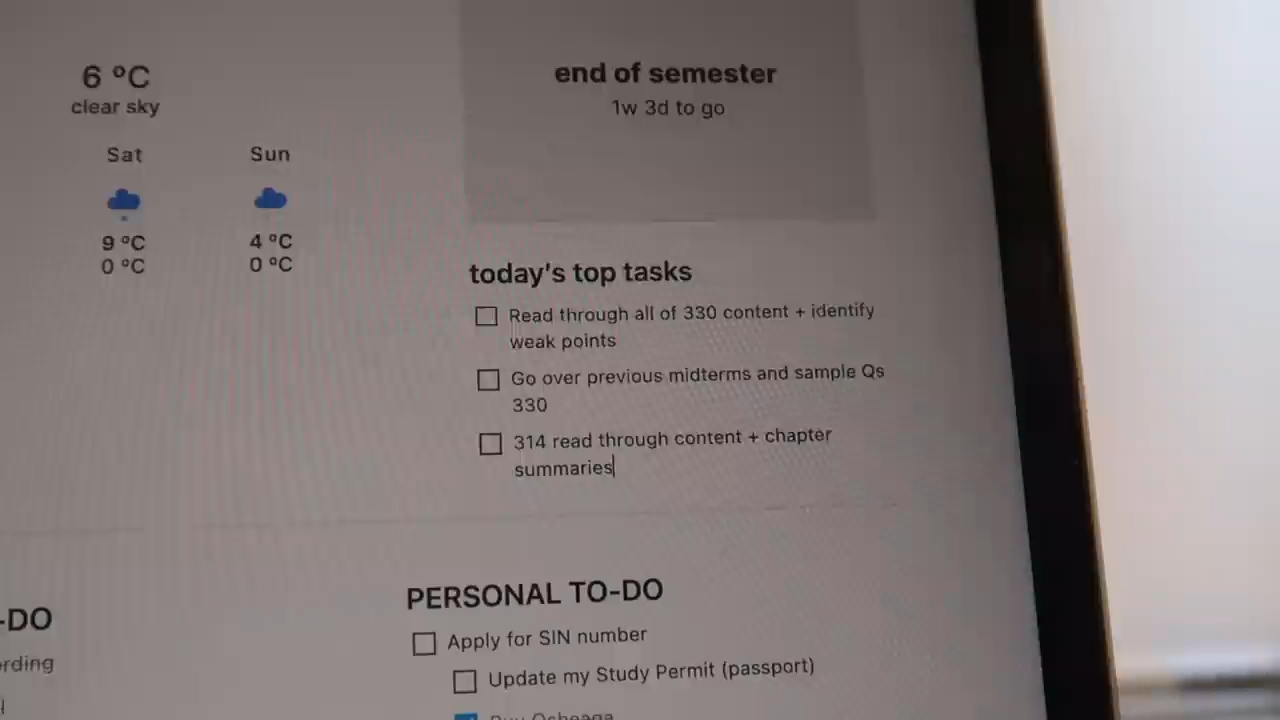 6 °C
clear sky
Sat
Sun
9 °C
4 °C
0 °C
0 °C
end of semester
1w 3d to go
today's top tasks
Read through all of 330 content + identify
weak points
Go over previous midterms and sample Qs
330
314 read through content + chapter
summaries
-DO
rding
PERSONAL TO-DO
Apply for SIN number
Update my Study Permit (passport)